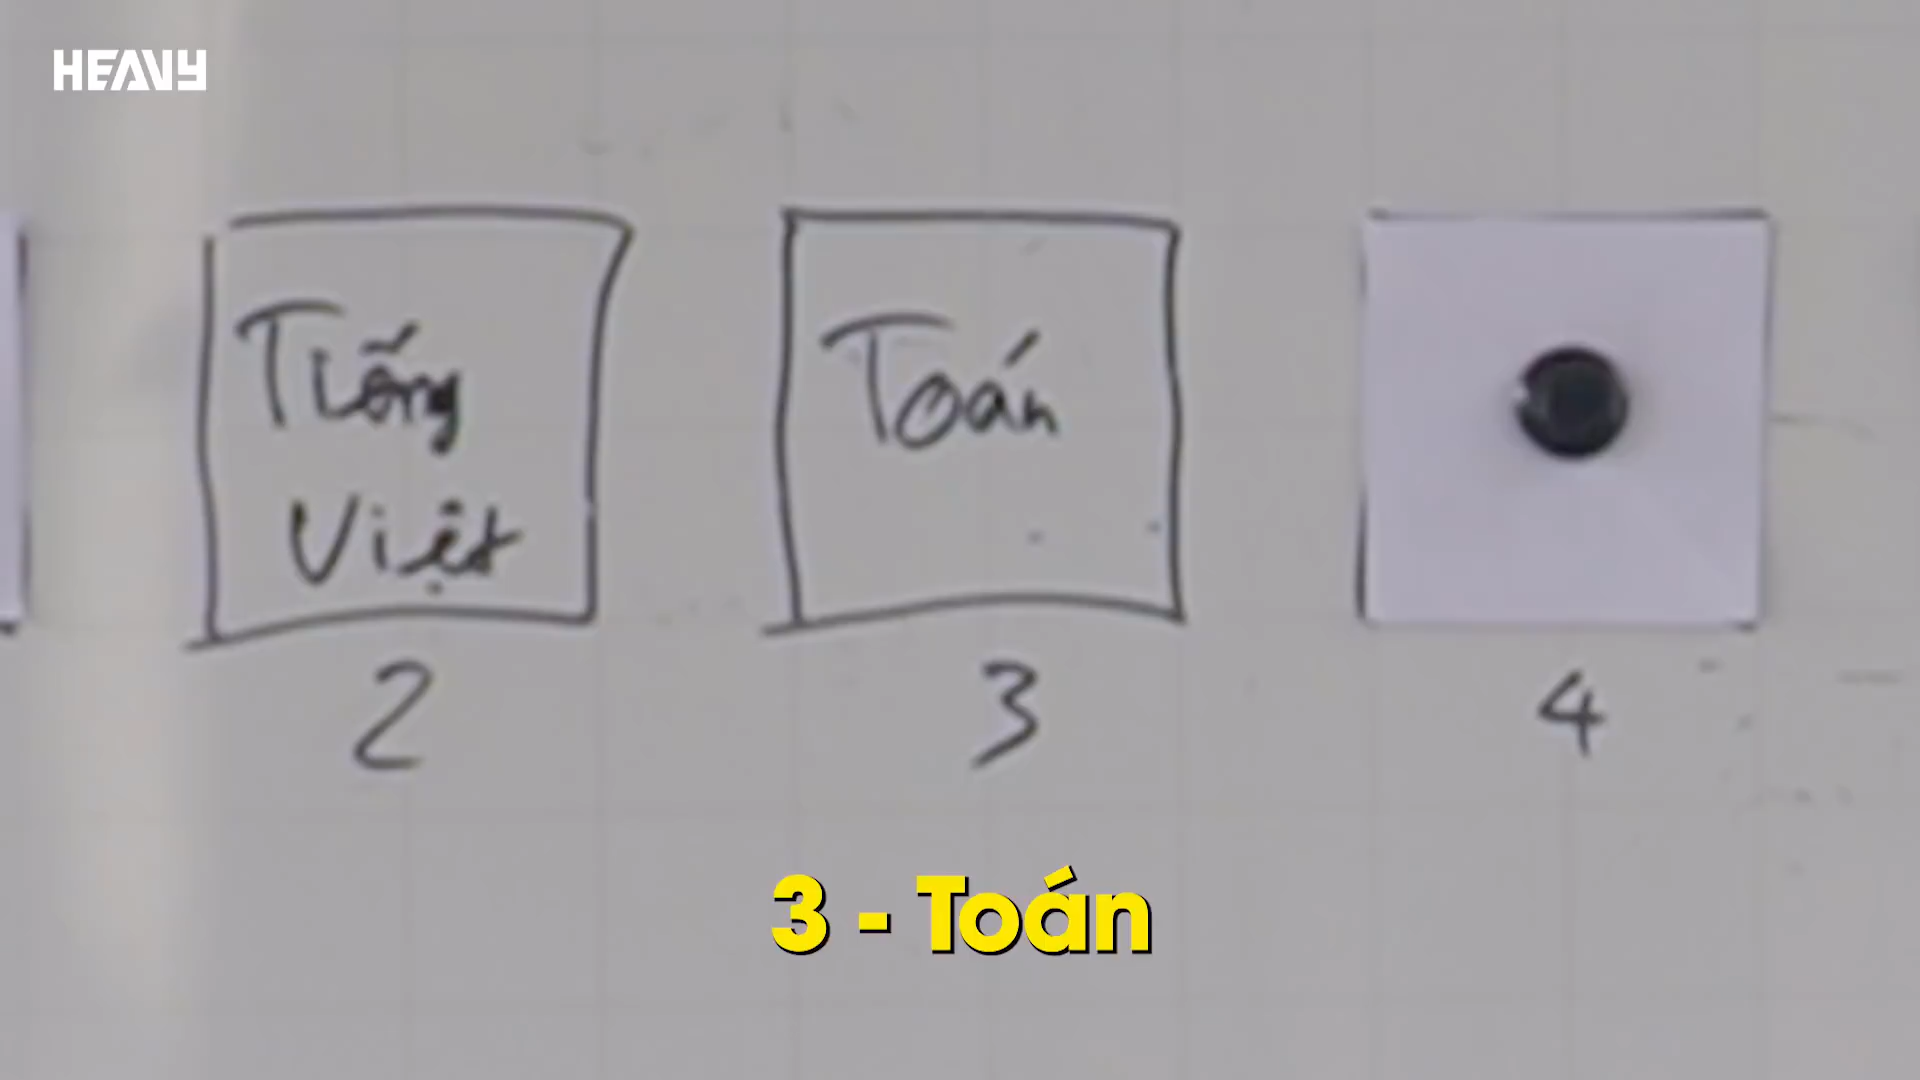 HEAVY
Tiếng
Việt
Toán
2
3
4
3 - Toán